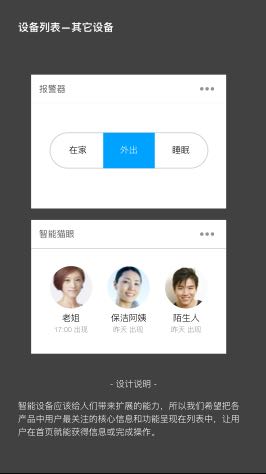 设备列表—其它设备
报警器
在家 外出 睡眠
智能猫眼
老姐 保洁阿姨 陌生人
17:00 出现 昨天 出现 昨天 出现
- 设计说明 -
智能设备应该给人们带来扩展的能力，所以我们希望把各
产品中用户最关注的核心信息和功能呈现在列表中，让用
户在首页就能获得信息或完成操作。